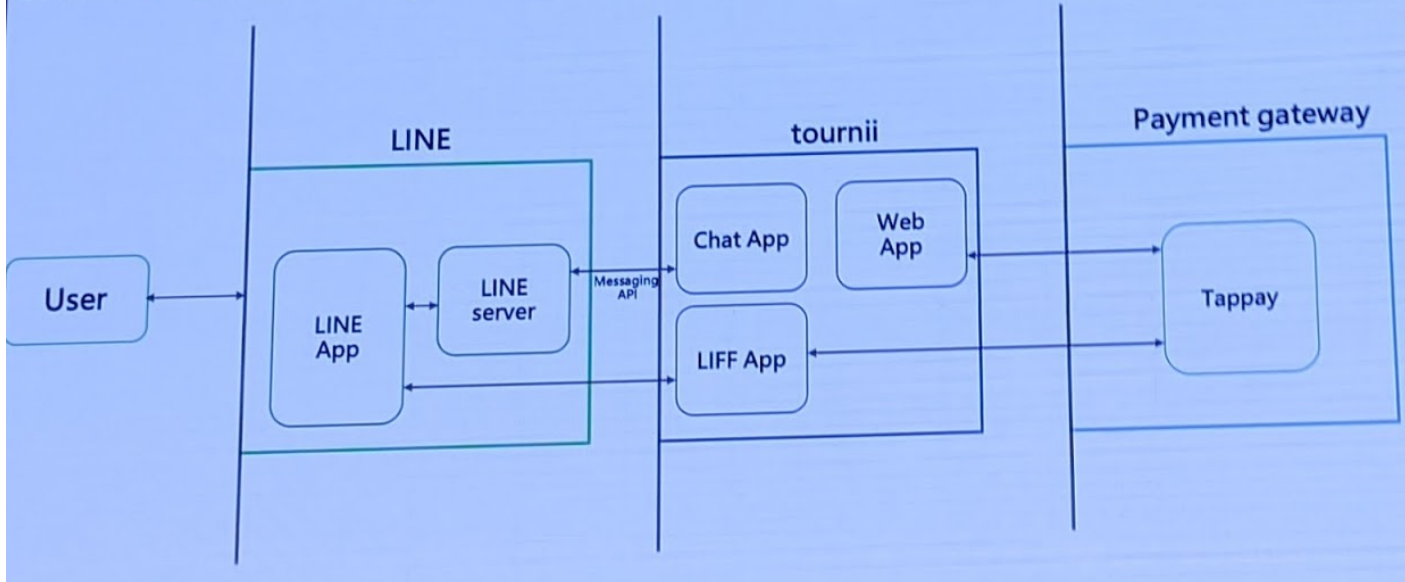 LINE
tournii
Payment gateway
User
LINE
App
LINE
server
Messaging
API
Chat App
LIFF App
Web
App
Tappay